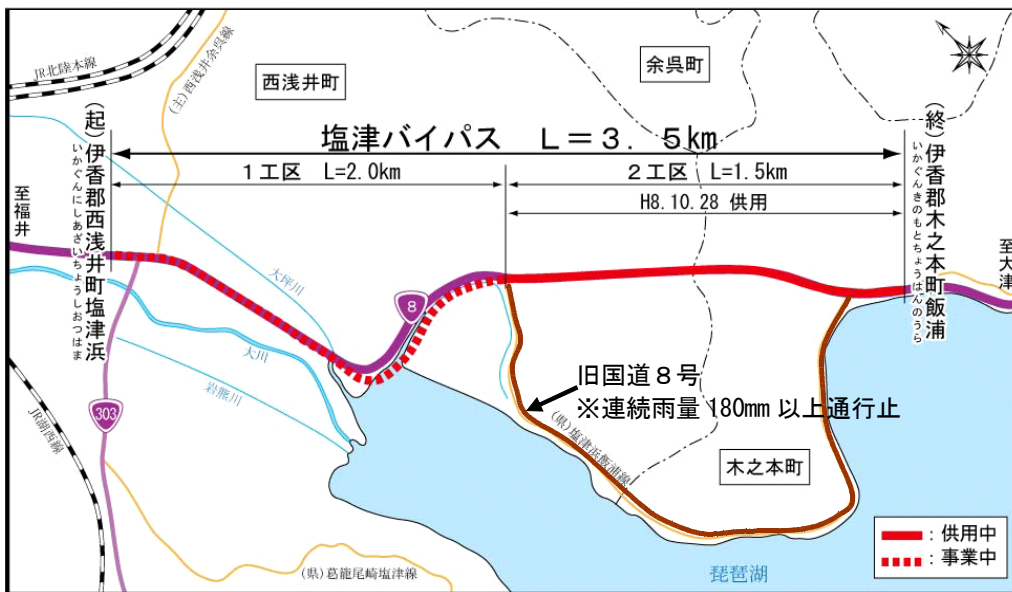 JR北陸本線
(主)西浅井余呉線
西浅井町
余呉町
塩津バイパス L=3.5km
1工区 L=2.0km
2工区 L=1.5km
H8.10.28 供用
(起)伊香郡西浅井町塩津浜
いかぐんにしあざいちょうしおつはま
(終)伊香郡木之本町飯浦
いかぐんきのもとちょうはんのうら
至福井
至大津
大坪川
8
大川
岩熊川
303
JR湖西線
旧国道8号
※連続雨量180mm以上通行止
(県)塩津浜飯浦線
木之本町
(県)葛籠尾崎塩津線
琵琶湖
:供用中
:事業中